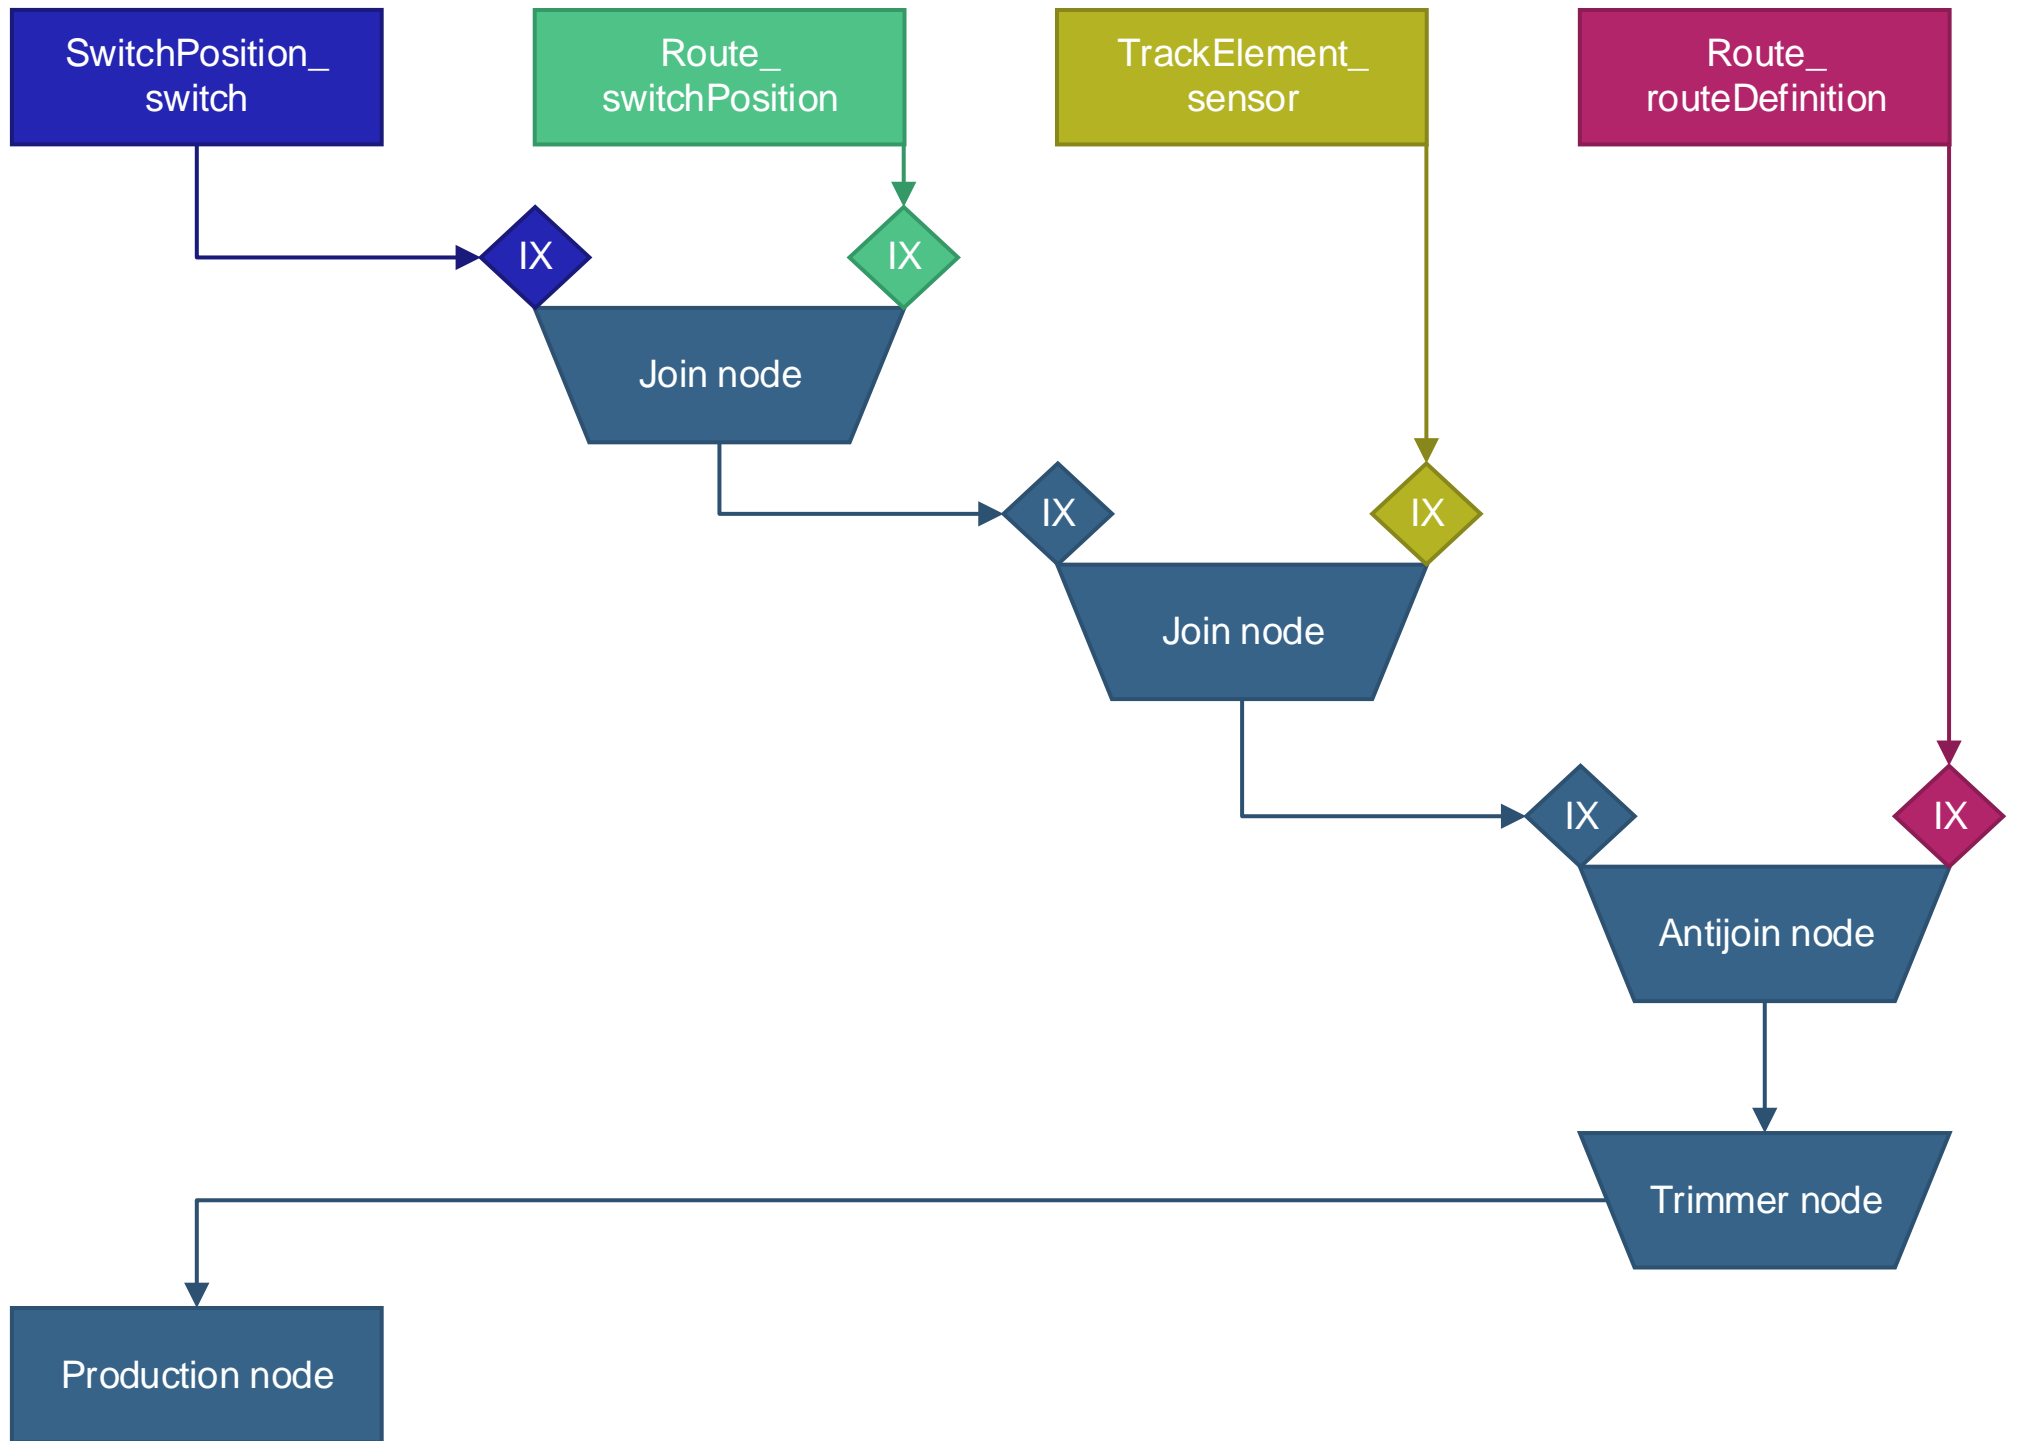 SwitchPosition_
switch
Route_
switchPosition
TrackElement_
sensor
Route_
routeDefinition
IX
IX
Join node
IX
IX
Join node
IX
IX
Antijoin node
Trimmer node
Production node